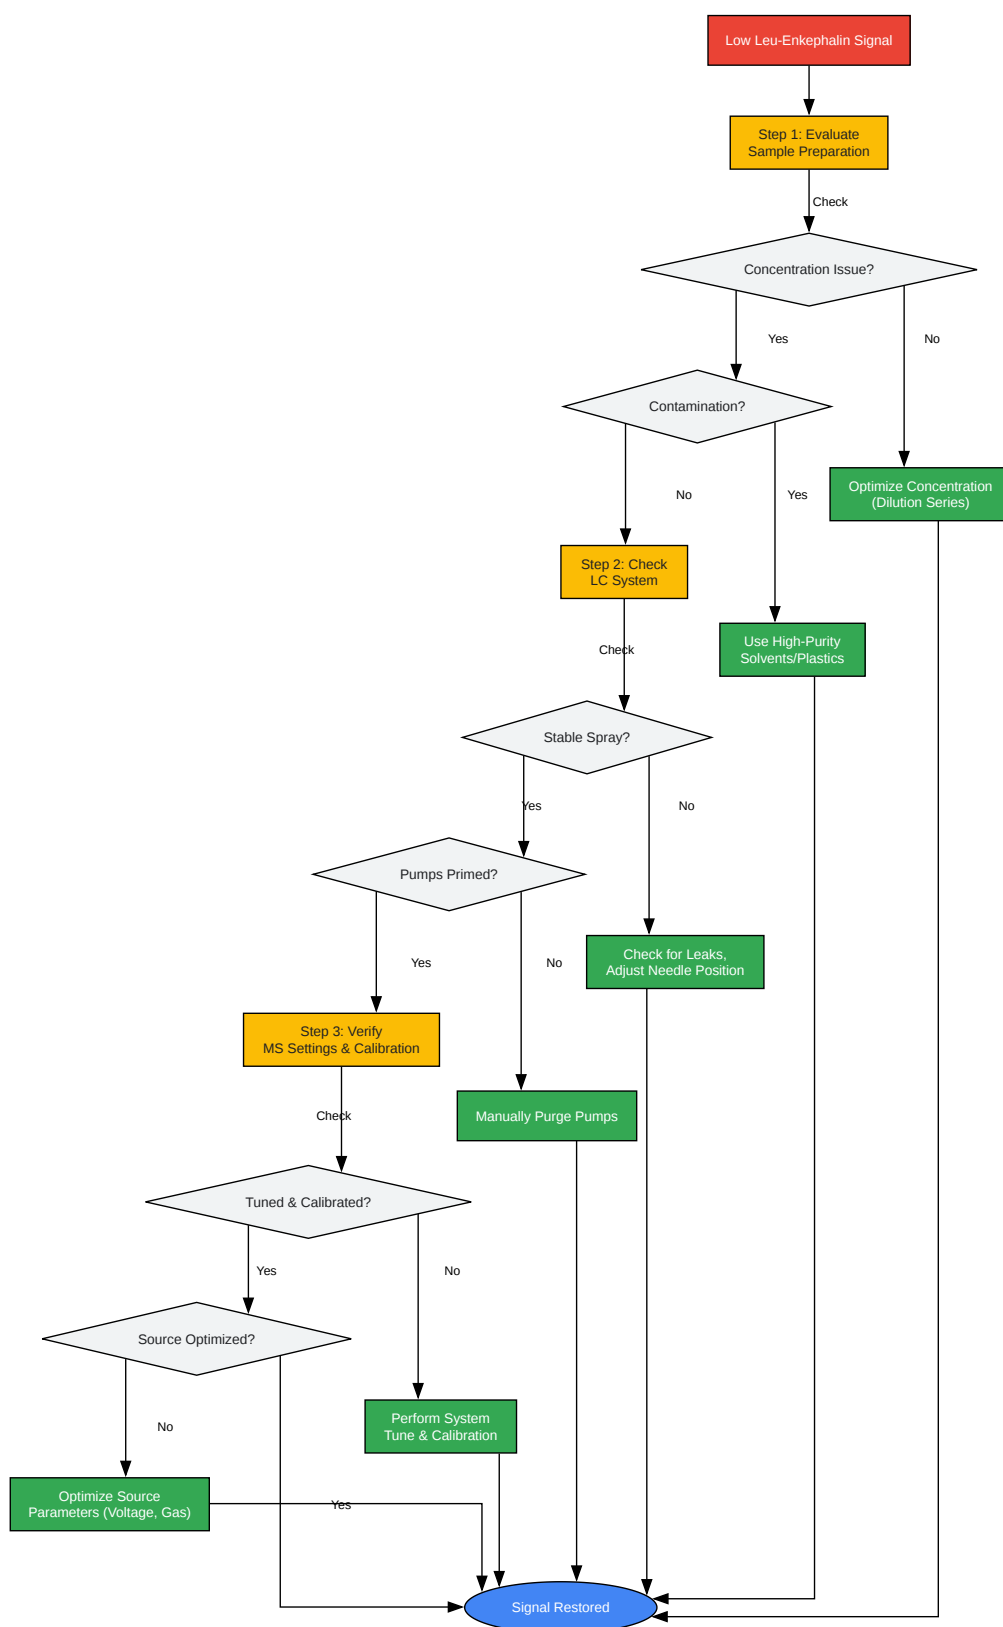 Low Leu-Enkephalin Signal
Step 1: Evaluate
Sample Preparation
Check
Concentration Issue?
Yes
No
Contamination?
No
Yes
Optimize Concentration
(Dilution Series)
Step 2: Check
LC System
Check
Use High-Purity
Solvents/Plastics
Stable Spray?
Yes
No
Pumps Primed?
Yes
No
Check for Leaks,
Adjust Needle Position
Step 3: Verify
MS Settings & Calibration
Check
Manually Purge Pumps
Tuned & Calibrated?
Yes
No
Source Optimized?
No
Perform System
Tune & Calibration
Optimize Source
Parameters (Voltage, Gas)
Yes
Signal Restored